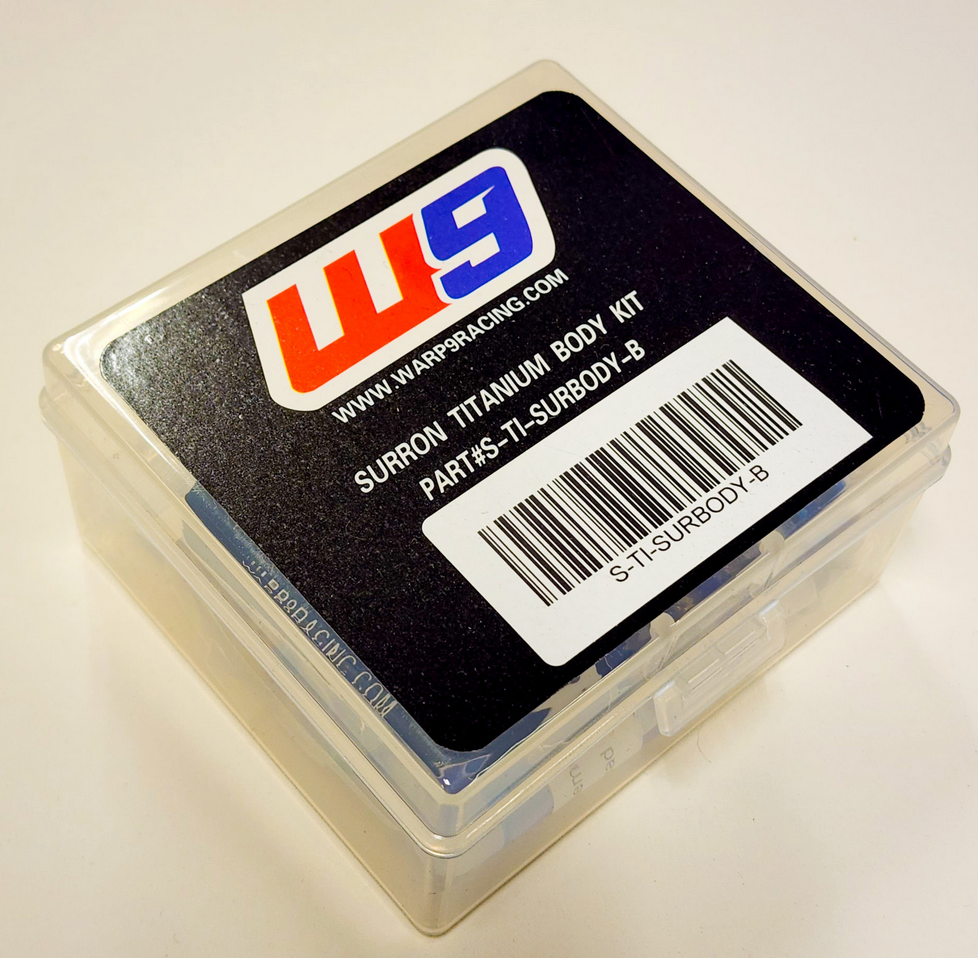 W9
WWW.WARP9RACING.COM
SURRON TITANIUM BODY KIT
PART#S-TI-SURBODY-B
S-TI-SURBODY-B